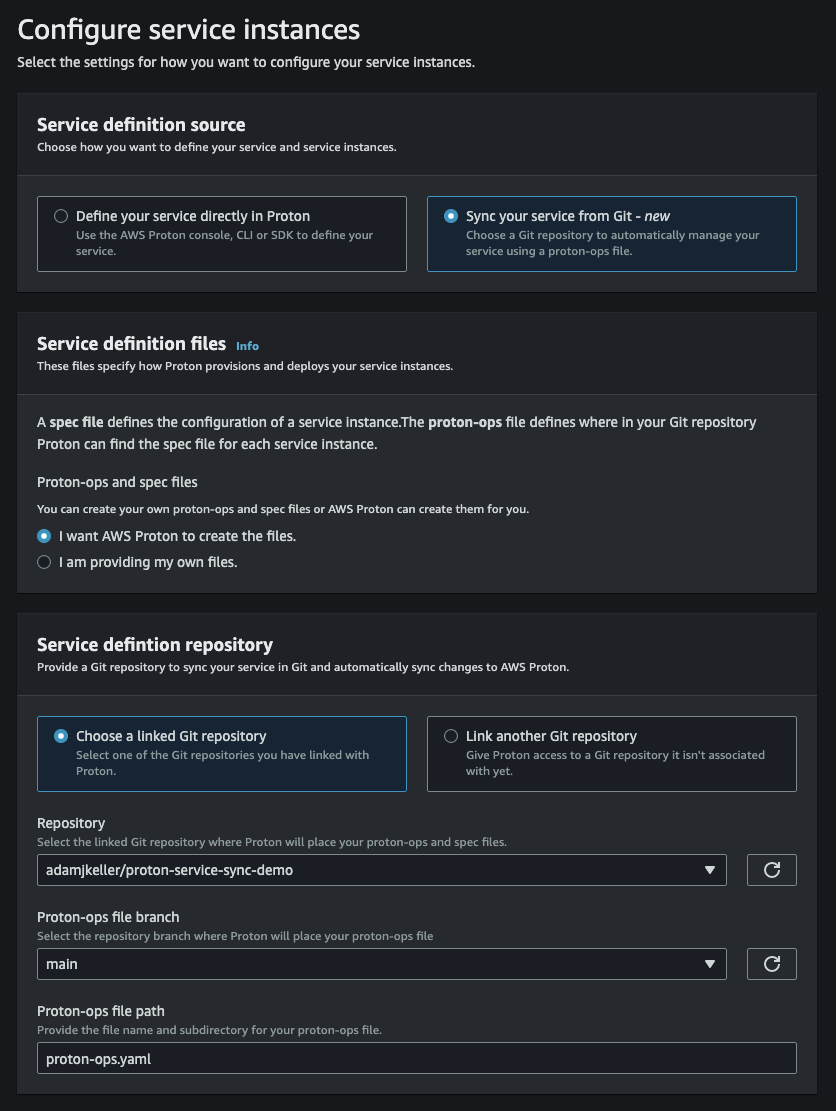 Configure service instances
Select the settings for how you want to configure your service instances.
Service definition source
Choose how you want to define your service and service instances.
Define your service directly in Proton
Use the AWS Proton console, CLI or SDK to define your
service.
Sync your service from Git - new
Choose a Git repository to automatically manage your
service using a proton-ops file.
Service definition files Info
These files specify how Proton provisions and deploys your service instances.
A spec file defines the configuration of a service instance.The proton-ops file defines where in your Git repository
Proton can find the spec file for each service instance.
Proton-ops and spec files
You can create your own proton-ops and spec files or AWS Proton can create them for you.
I want AWS Proton to create the files.
I am providing my own files.
Service defintion repository
Provide a Git repository to sync your service in Git and automatically sync changes to AWS Proton.
Choose a linked Git repository
Select one of the Git repositories you have linked with
Proton.
Link another Git repository
Give Proton access to a Git repository it isn't associated
with yet.
Repository
Select the linked Git repository where Proton will place your proton-ops and spec files.
adamjkeller/proton-service-sync-demo
Proton-ops file branch
Select the repository branch where Proton will place your proton-ops file
main
Proton-ops file path
Provide the file name and subdirectory for your proton-ops file.
proton-ops.yaml